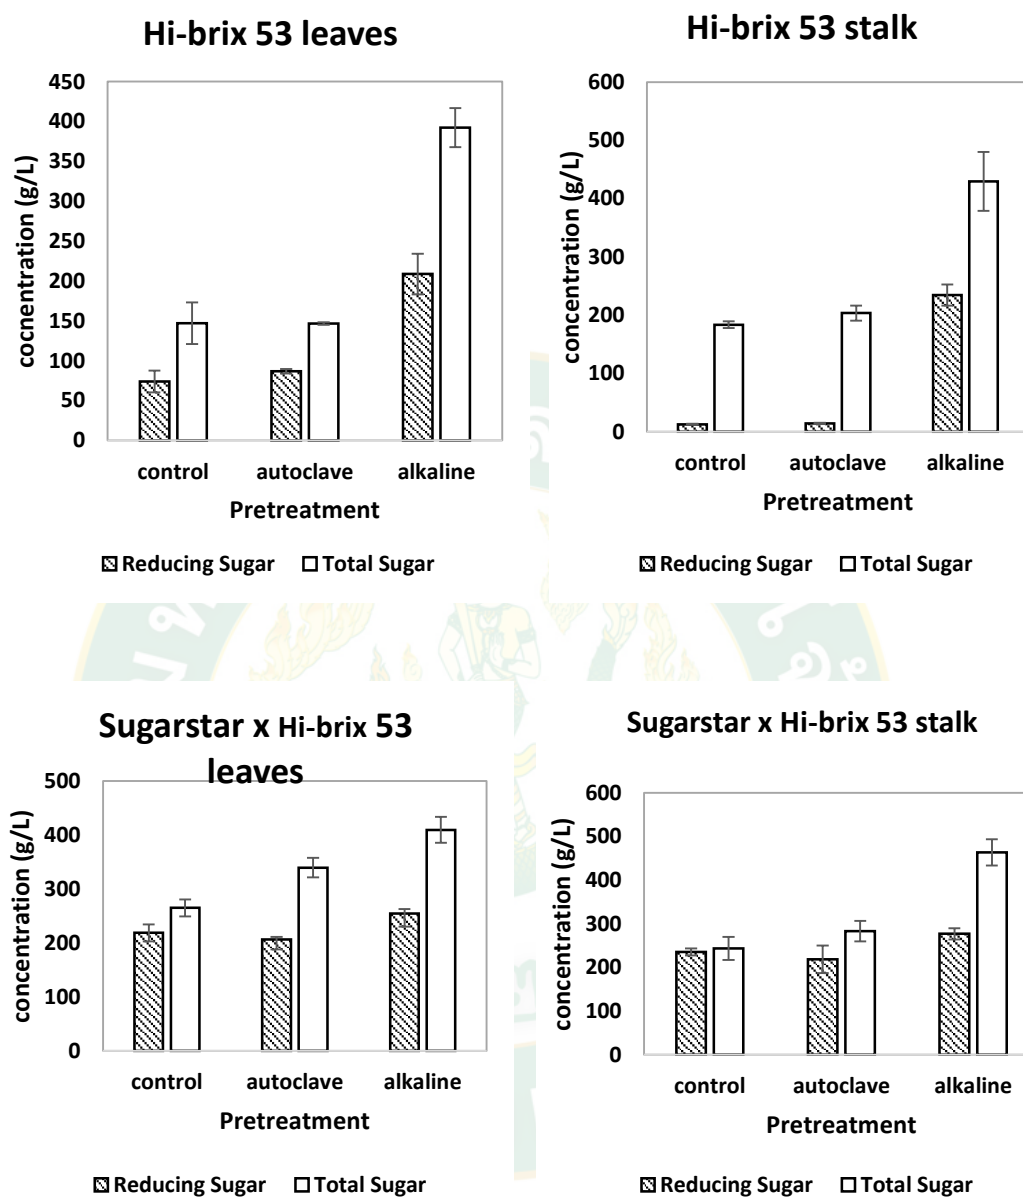 Hi-brix 53 leaves
450
400
350
300
250
200
150
100
50
0
cocnentration (g/L)
control autoclave alkaline
Pretreatment
Reducing Sugar Total Sugar
Hi-brix 53 stalk
600
500
400
300
200
100
0
concentration (g/L)
control autoclave alkaline
Pretreatment
Reducing Sugar Total Sugar
Sugarstar x Hi-brix 53
leaves
500
400
300
200
100
0
concentration (g/L)
control autoclave alkaline
Pretreatment
Reducing Sugar Total Sugar
Sugarstar x Hi-brix 53 stalk
600
500
400
300
200
100
0
concentration (g/L)
control autoclave alkaline
Pretreatment
Reducing Sugar Total Sugar